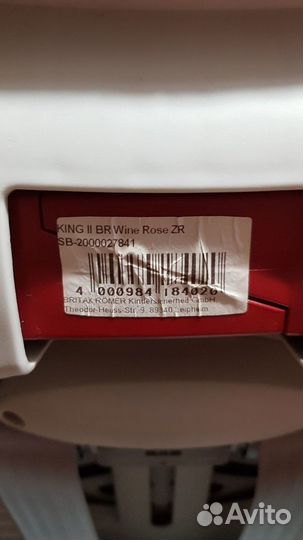 KING II BR Wine Rose ZR
SB-2000027841
4 000984 184020
BRITAX RÖMER Kindersicherheit GmbH
Theodor-Heuss-Str. 9, 89340 Leipheim
Avito